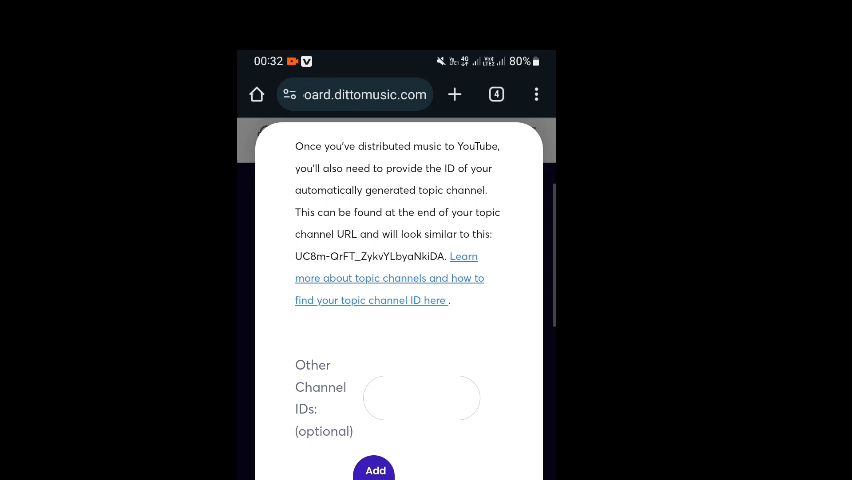 00:32 80%
oard.dittomusic.com 4
Once you've distributed music to YouTube,
you'll also need to provide the ID of your
automatically generated topic channel.
This can be found at the end of your topic
channel URL and will look similar to this:
UC8m-QrFT_ZykvYLbyaNkiDA. Learn
more about topic channels and how to
find your topic channel ID here .
Other
Channel
IDs:
(optional)
Add